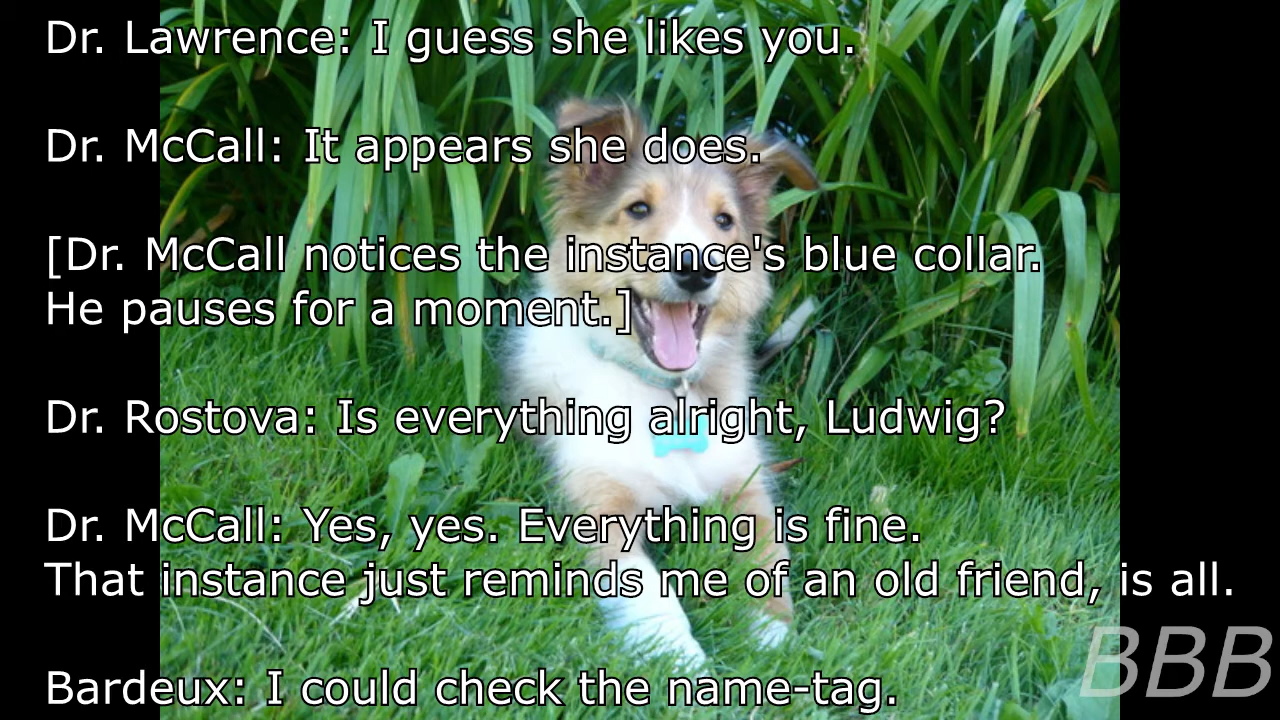 Dr. Lawrence: I guess she likes you.
Dr. McCall: It appears she does.
[Dr. McCall notices the instance's blue collar.
He pauses for a moment.]
Dr. Rostova: Is everything alright, Ludwig?
Dr. McCall: Yes, yes. Everything is fine.
That instance just reminds me of an old friend, is all.
Bardeux: I could check the name-tag.
BBB